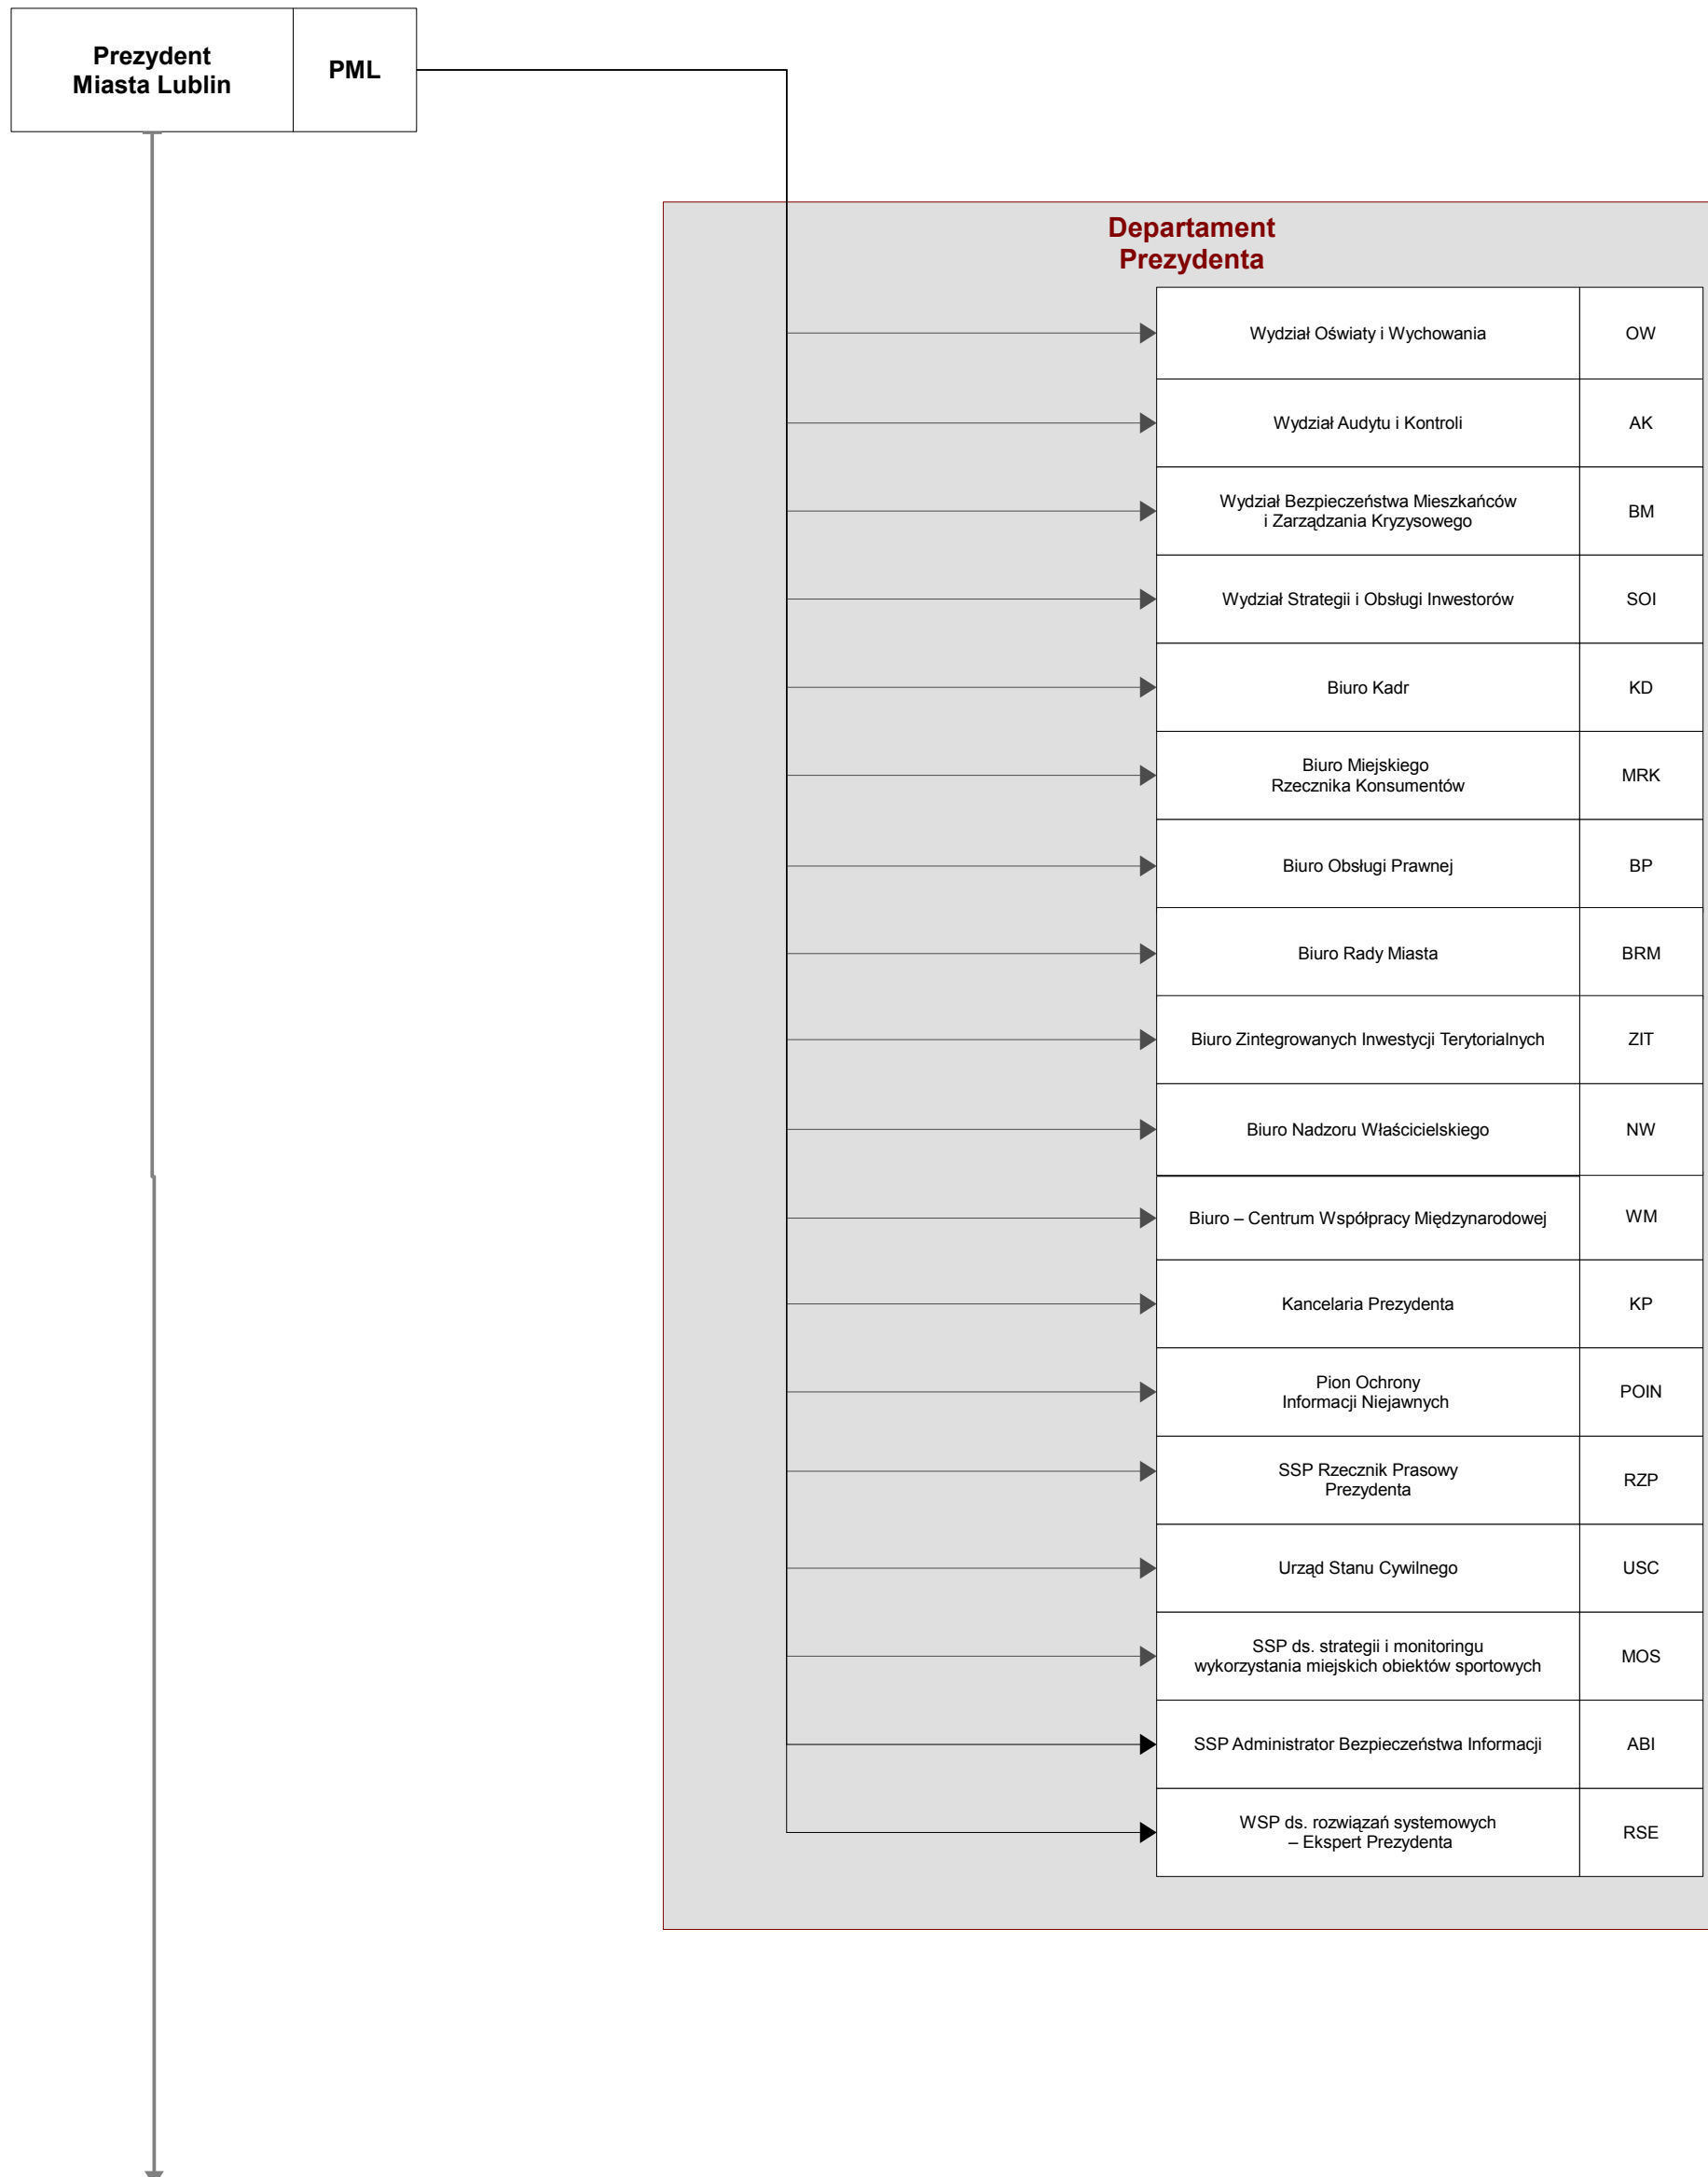 Prezydent
Miasta Lublin
PML
Departament
Prezydenta
Wydział Oświaty i Wychowania
OW
Wydział Audytu i Kontroli
AK
Wydział Bezpieczeństwa Mieszkańców
i Zarządzania Kryzysowego
BM
Wydział Strategii i Obsługi Inwestorów
SOI
Biuro Kadr
KD
Biuro Miejskiego
Rzecznika Konsumentów
MRK
Biuro Obsługi Prawnej
BP
Biuro Rady Miasta
BRM
Biuro Zintegrowanych Inwestycji Terytorialnych
ZIT
Biuro Nadzoru Właścicielskiego
NW
Biuro – Centrum Współpracy Międzynarodowej
WM
Kancelaria Prezydenta
KP
Pion Ochrony
Informacji Niejawnych
POIN
SSP Rzecznik Prasowy
Prezydenta
RZP
Urząd Stanu Cywilnego
USC
SSP ds. strategii i monitoringu
wykorzystania miejskich obiektów sportowych
MOS
SSP Administrator Bezpieczeństwa Informacji
ABI
WSP ds. rozwiązań systemowych
– Ekspert Prezydenta
RSE